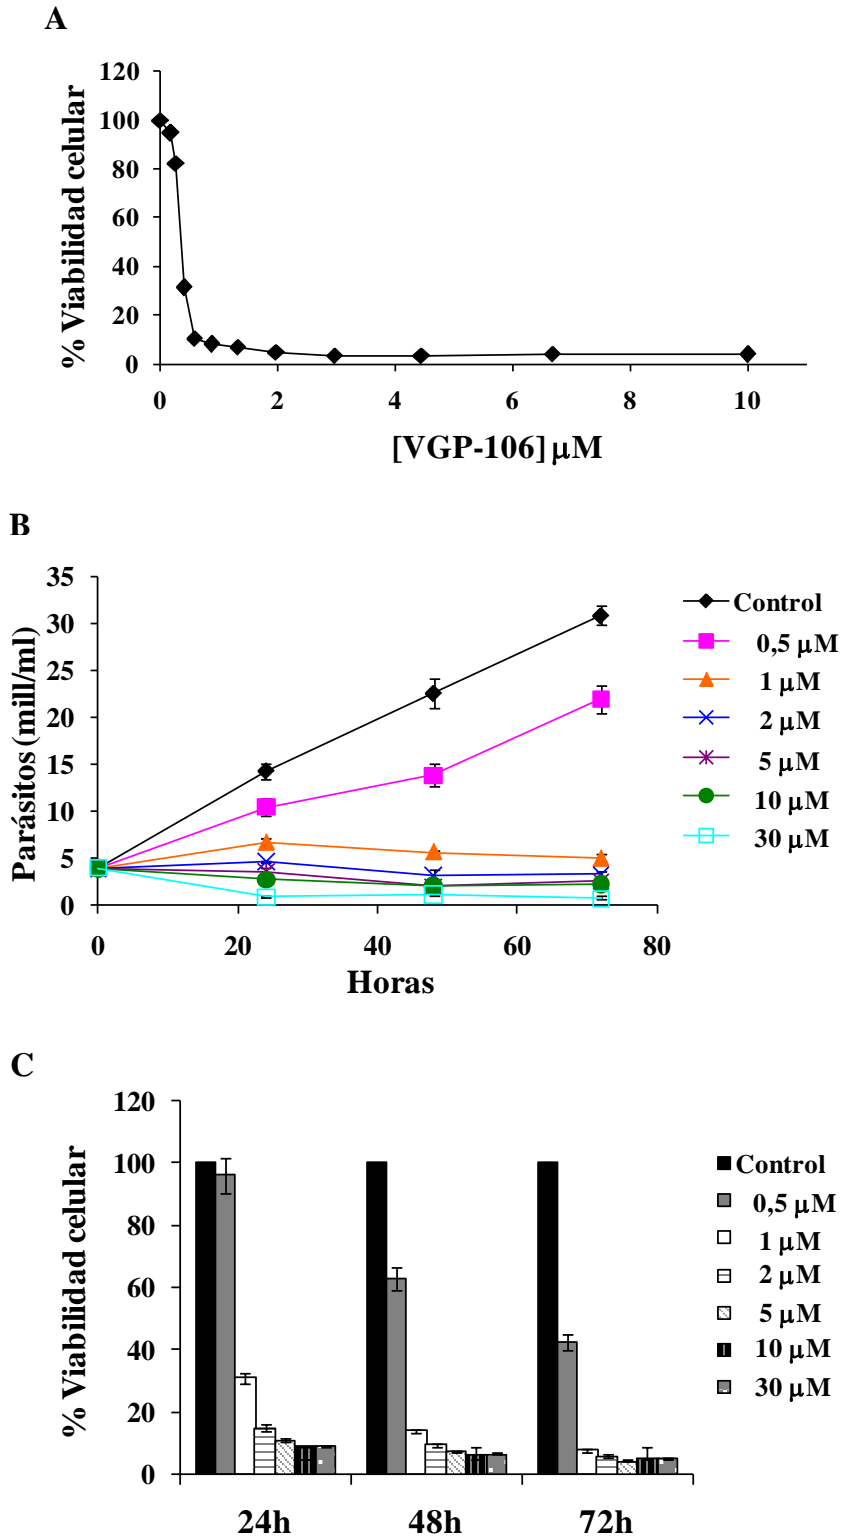 A
120
100
80
60
40
20
0
% Viabilidad celular
0 2 4 6 8 10
[VGP-106] μM
B
35
30
25
20
15
10
5
0
Parásitos (mill/ml)
0 20 40 60 80
Horas
Control
0,5 μM
1 μM
2 μM
5 μM
10 μM
30 μM
C
120
100
80
60
40
20
0
% Viabilidad celular
24h 48h 72h
Control
0,5 μM
1 μM
2 μM
5 μM
10 μM
30 μM